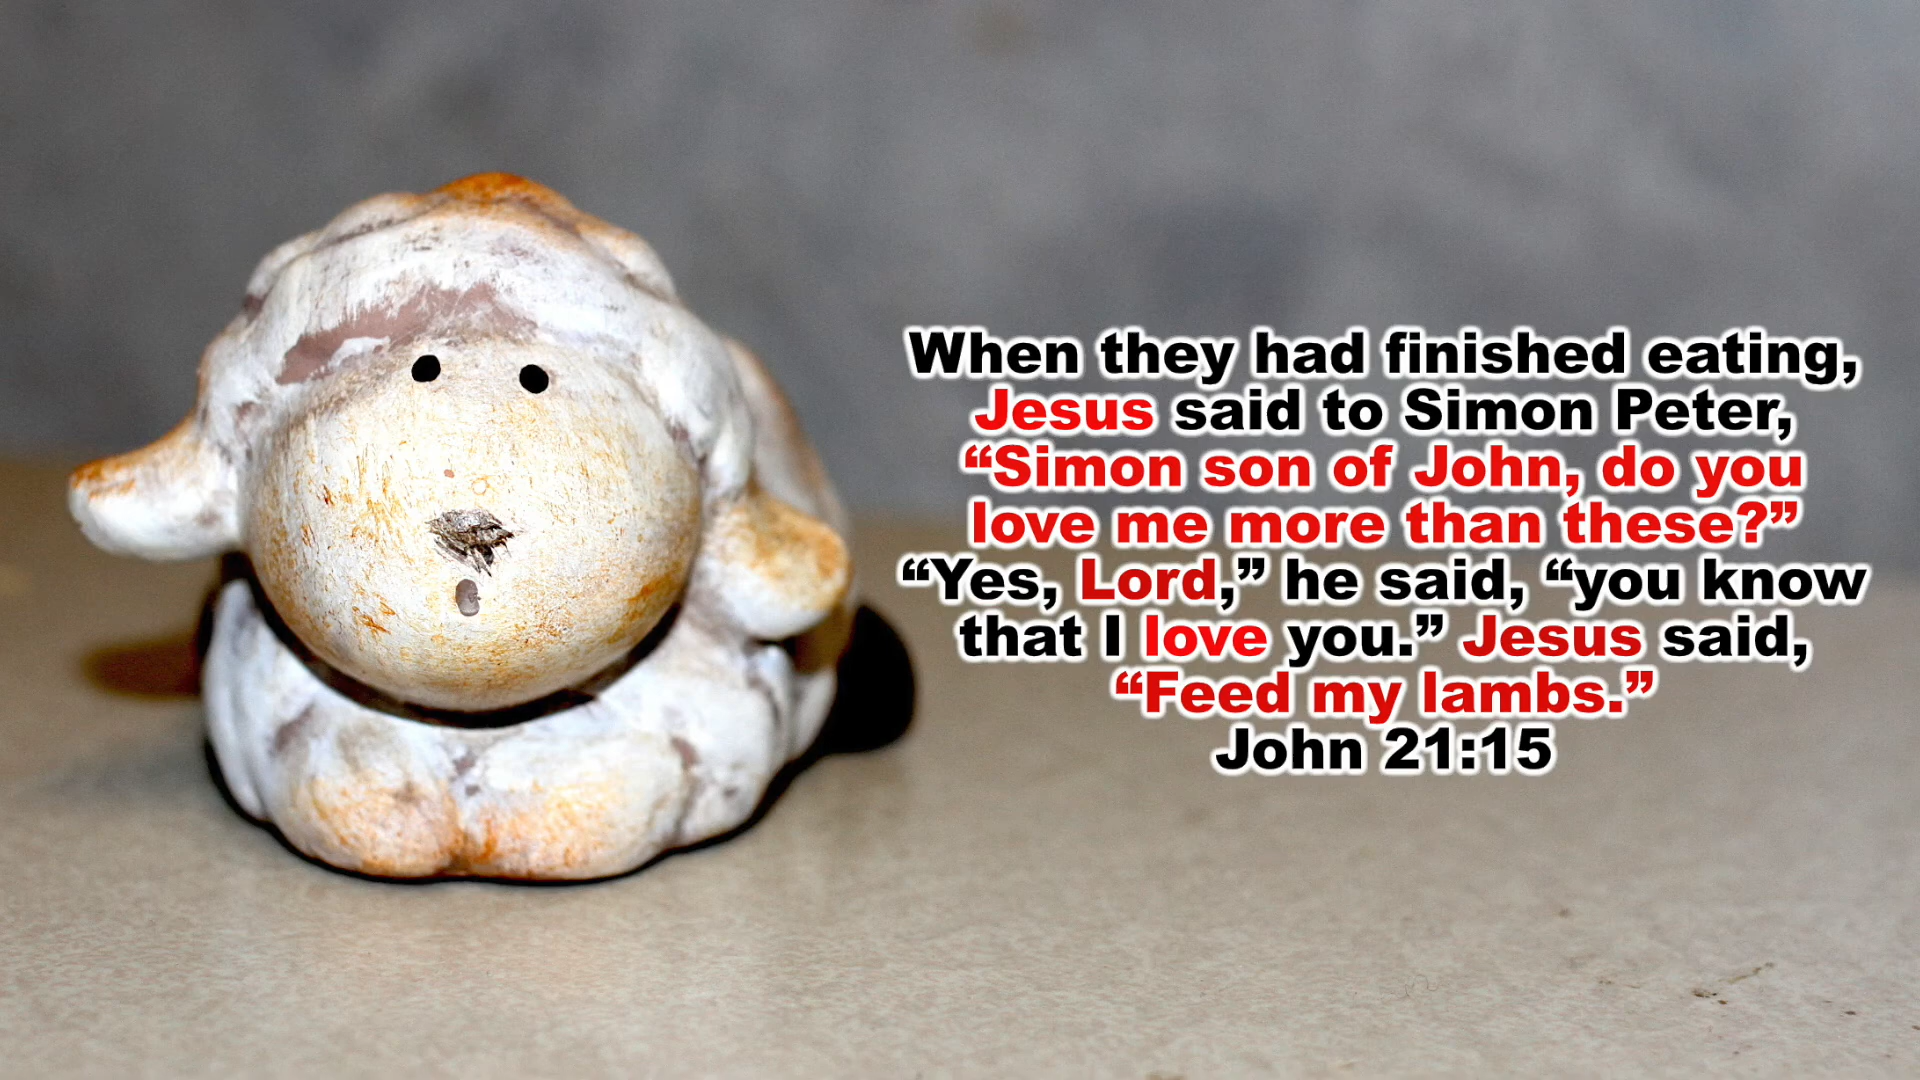 When they had finished eating,
Jesus said to Simon Peter,
“Simon son of John, do you
love me more than these?”
“Yes, Lord,” he said, “you know
that I love you.” Jesus said,
“Feed my lambs.”
John 21:15